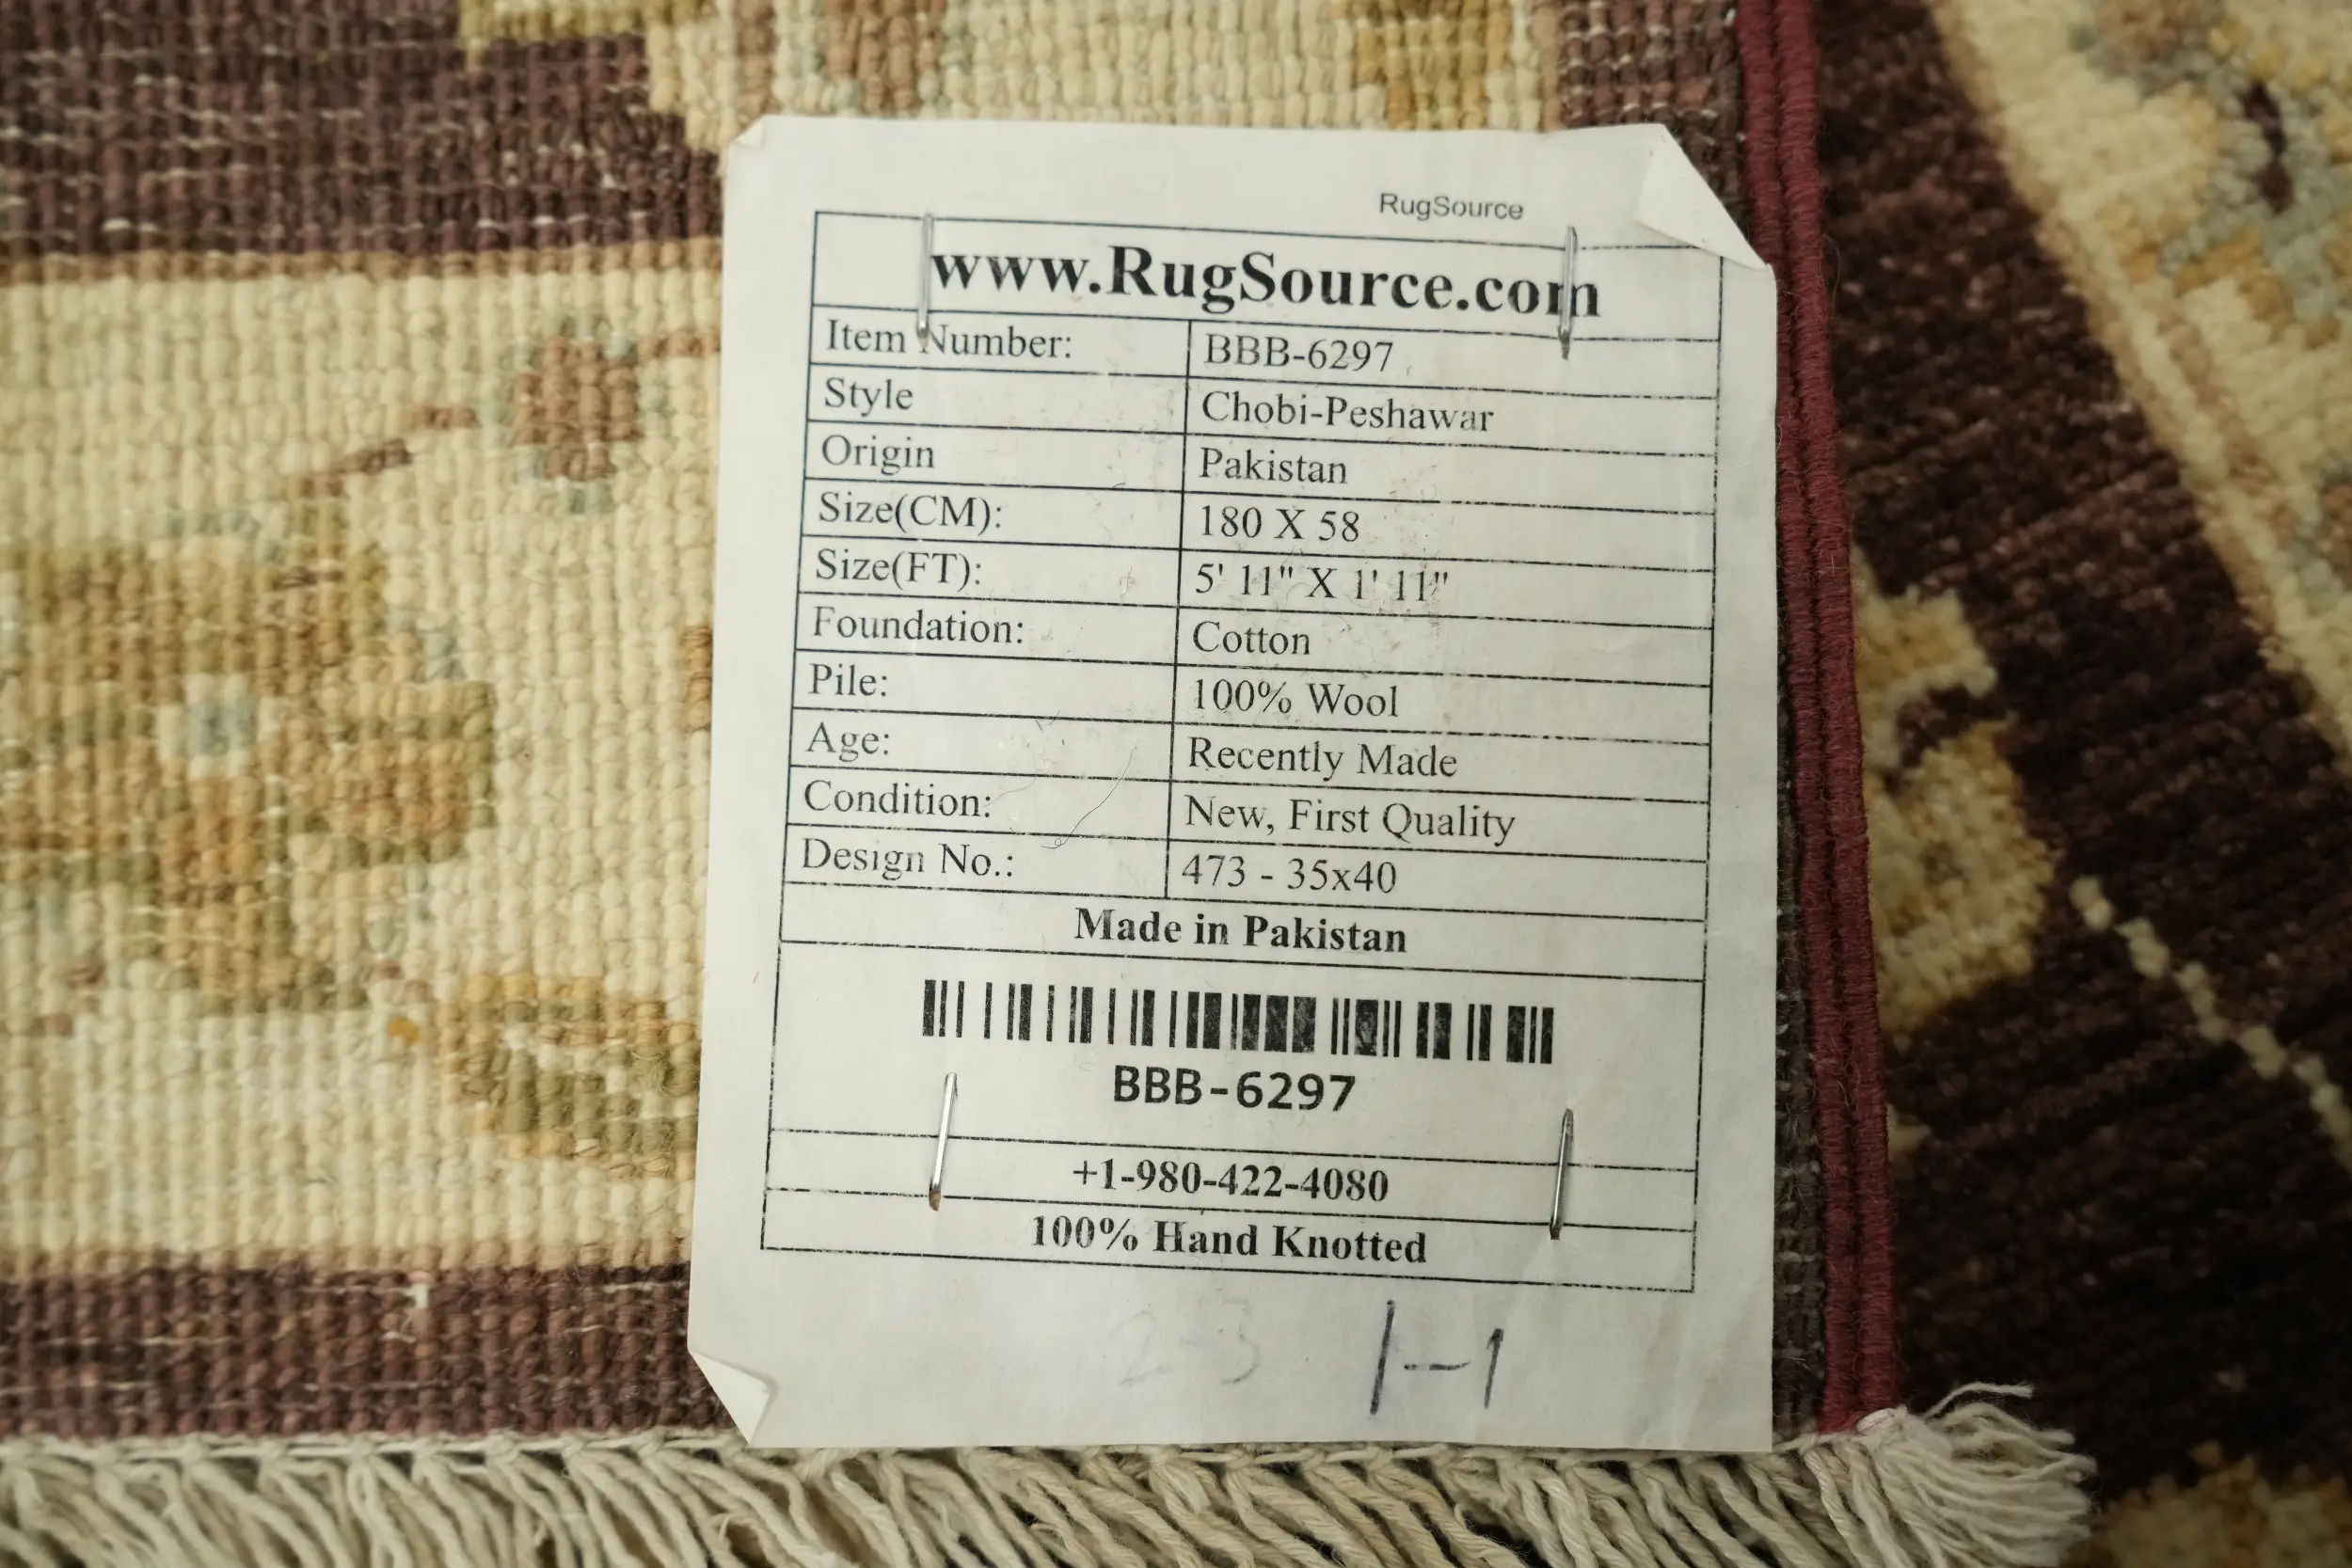 RugSource
www.RugSource.com
Item Number: BBB-6297
Style Chobi-Peshawar
Origin Pakistan
Size(CM): 180 X 58
Size(FT): 5' 11" X 1' 11"
Foundation: Cotton
Pile: 100% Wool
Age: Recently Made
Condition: New, First Quality
Design No.: 473 - 35x40
Made in Pakistan
BBB-6297
+1-980-422-4080
100% Hand Knotted
2-3 1-1